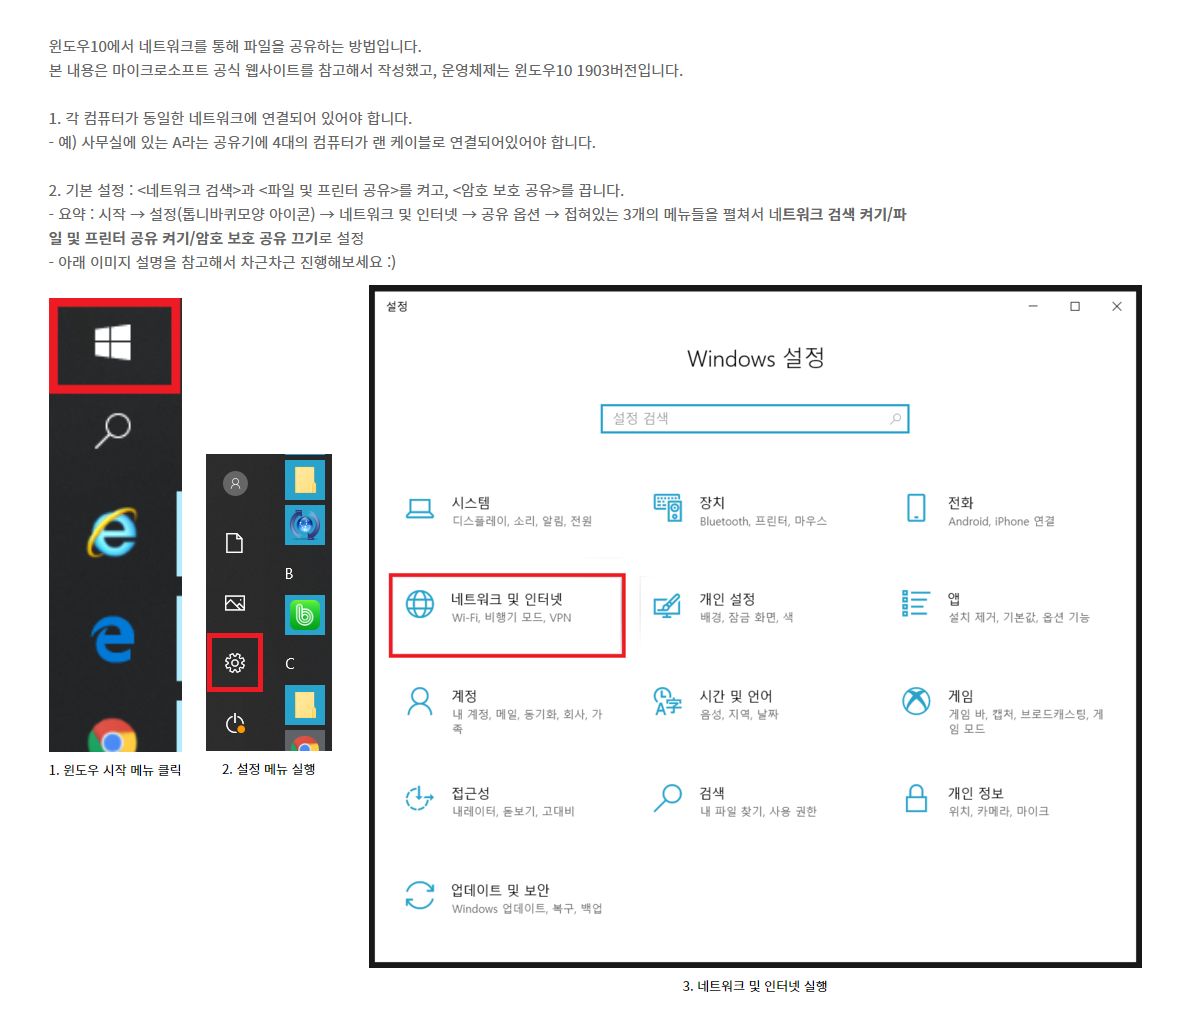 윈도우10에서 네트워크를 통해 파일을 공유하는 방법입니다.
본 내용은 마이크로소프트 공식 웹사이트를 참고해서 작성했고, 운영체제는 윈도우10 1903버전입니다.
1. 각 컴퓨터가 동일한 네트워크에 연결되어 있어야 합니다.
- 예) 사무실에 있는 A라는 공유기에 4대의 컴퓨터가 랜 케이블로 연결되어있어야 합니다.
2. 기본 설정 : <네트워크 검색>과 <파일 및 프린터 공유>를 켜고, <암호 보호 공유>를 끕니다.
- 요약 : 시작 → 설정(톱니바퀴모양 아이콘) → 네트워크 및 인터넷 → 공유 옵션 → 접혀있는 3개의 메뉴들을 펼쳐서 네트워크 검색 켜기/파
일 및 프린터 공유 켜기/암호 보호 공유 끄기로 설정
- 아래 이미지 설명을 참고해서 차근차근 진행해보세요 :)
B
C
1. 윈도우 시작 메뉴 클릭
2. 설정 메뉴 실행
설정
Windows 설정
설정 검색
시스템
디스플레이, 소리, 알림, 전원
장치
Bluetooth, 프린터, 마우스
전화
Android, iPhone 연결
네트워크 및 인터넷
Wi-Fi, 비행기 모드, VPN
개인 설정
배경, 잠금 화면, 색
앱
설치 제거, 기본값, 옵션 기능
계정
내 계정, 메일, 동기화, 회사, 가
족
시간 및 언어
음성, 지역, 날짜
게임
게임 바, 캡처, 브로드캐스팅, 게
임 모드
접근성
내레이터, 돋보기, 고대비
검색
내 파일 찾기, 사용 권한
개인 정보
위치, 카메라, 마이크
업데이트 및 보안
Windows 업데이트, 복구, 백업
3. 네트워크 및 인터넷 실행